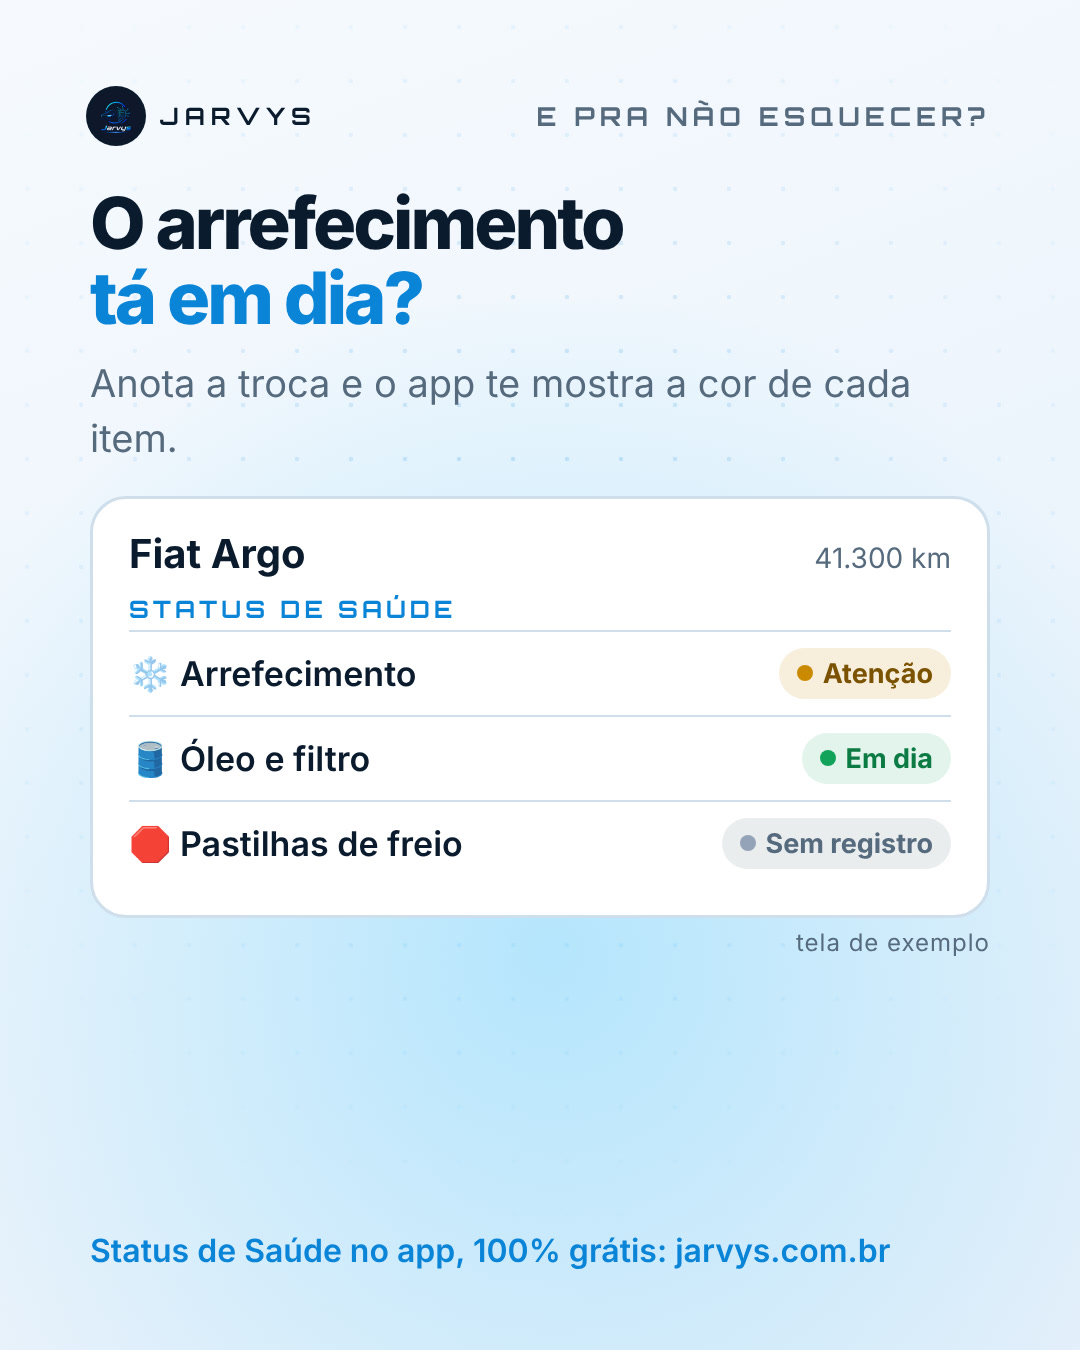 Jarvys
JARVYS
E PRA NÃO ESQUECER?
O arrefecimento
tá em dia?
Anota a troca e o app te mostra a cor de cada
item.
Fiat Argo
41.300 km
STATUS DE SAÚDE
Arrefecimento
Atenção
Óleo e filtro
Em dia
Pastilhas de freio
Sem registro
tela de exemplo
Status de Saúde no app, 100% grátis: jarvys.com.br